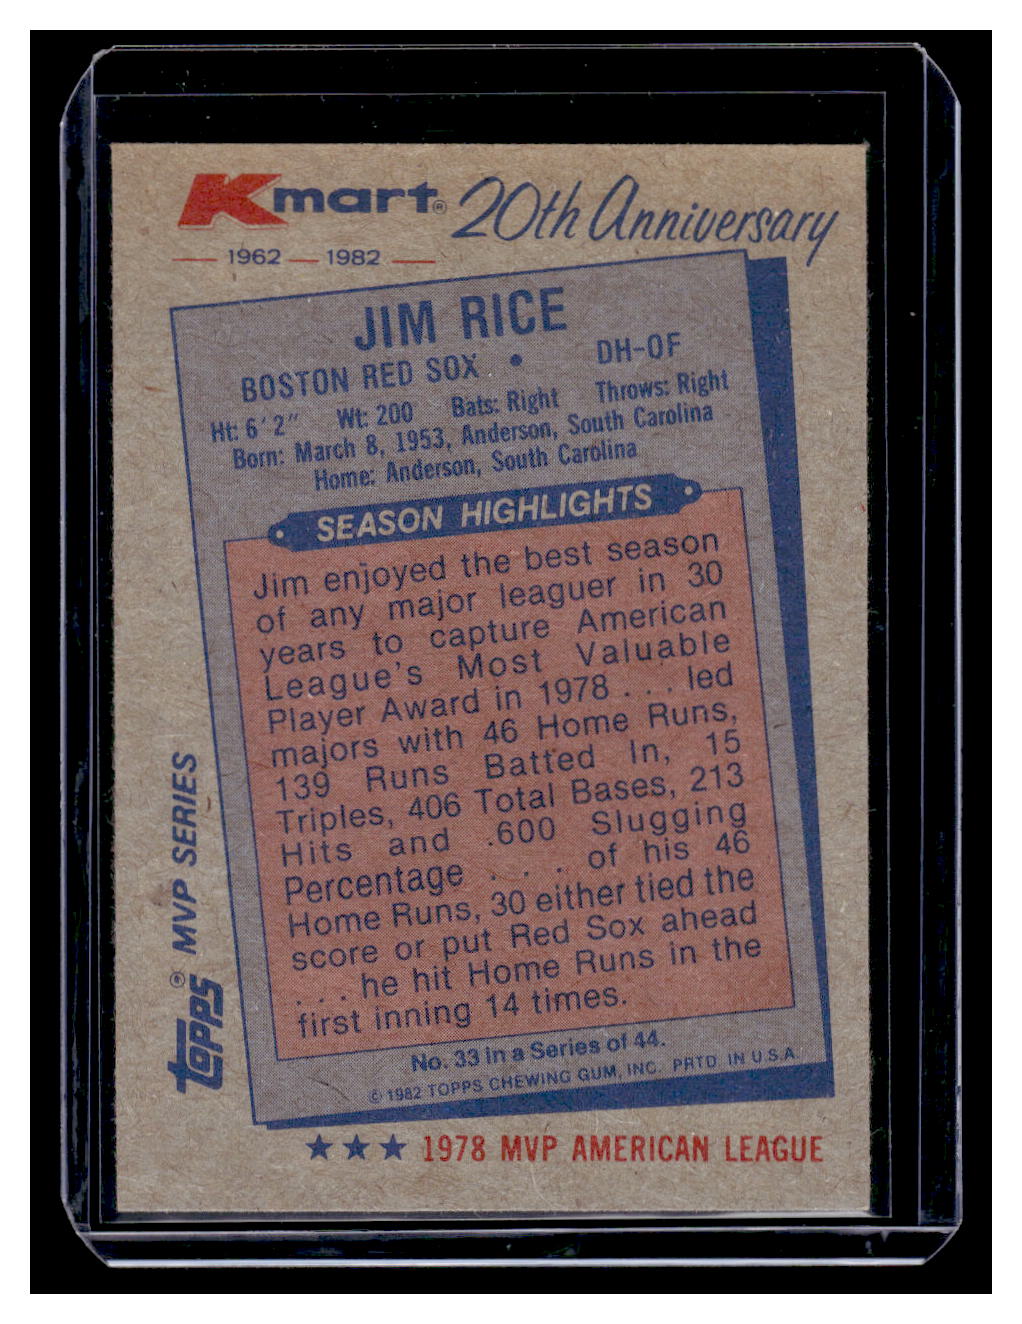 Kmart® 20th Anniversary
1962 — 1982
JIM RICE
BOSTON RED SOX • DH-OF
Ht: 6'2" Wt: 200 Bats: Right Throws: Right
Born: March 8, 1953, Anderson, South Carolina
Home: Anderson, South Carolina
SEASON HIGHLIGHTS
Jim enjoyed the best season
of any major leaguer in 30
years to capture American
League's Most Valuable
Player Award in 1978 . . . led
majors with 46 Home Runs,
139 Runs Batted In, 15
Triples, 406 Total Bases, 213
Hits and .600 Slugging
Percentage . . . of his 46
Home Runs, 30 either tied the
score or put Red Sox ahead
. . . he hit Home Runs in the
first inning 14 times.
No. 33 in a Series of 44.
© 1982 TOPPS CHEWING GUM, INC. PRTD. IN U.S.A.
topps® MVP SERIES
★★★ 1978 MVP AMERICAN LEAGUE